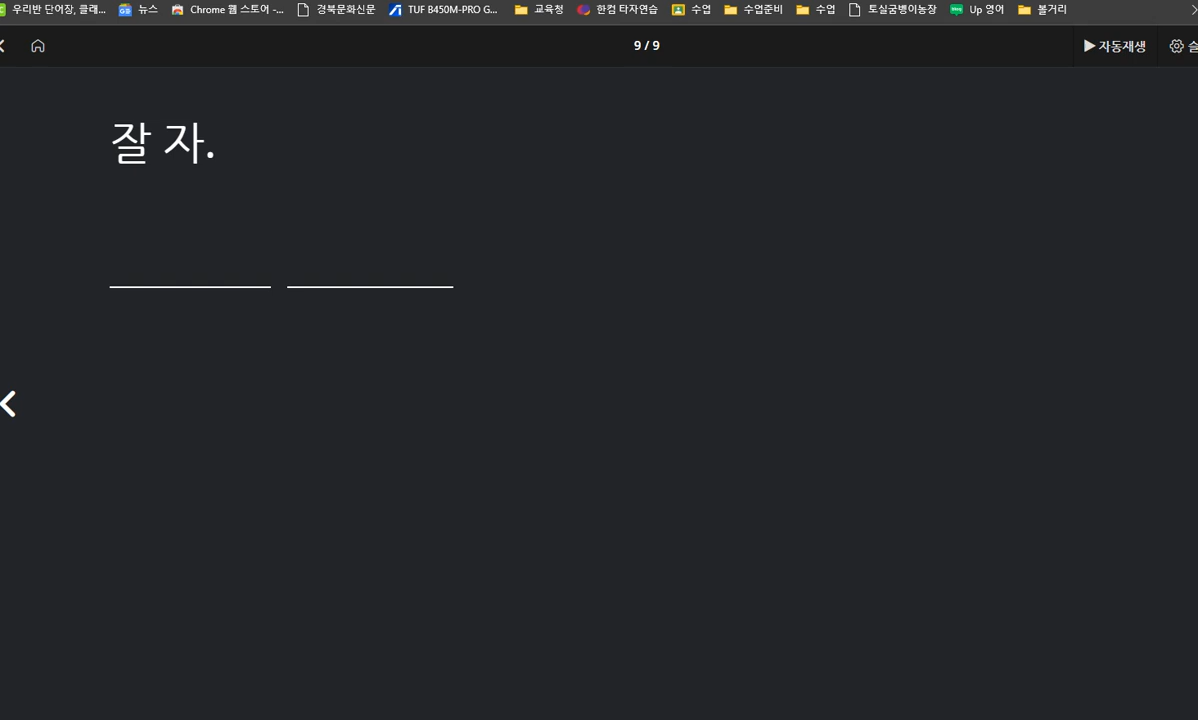 우리반 단어장, 클래... 뉴스 Chrome 웹 스토어 -... 경북문화신문 TUF B450M-PRO G... 교육청 한컴 타자연습 수업 수업준비 수업 토실굼벵이농장 Up 영어 볼거리
9 / 9 ▶자동재생 슬
잘 자.